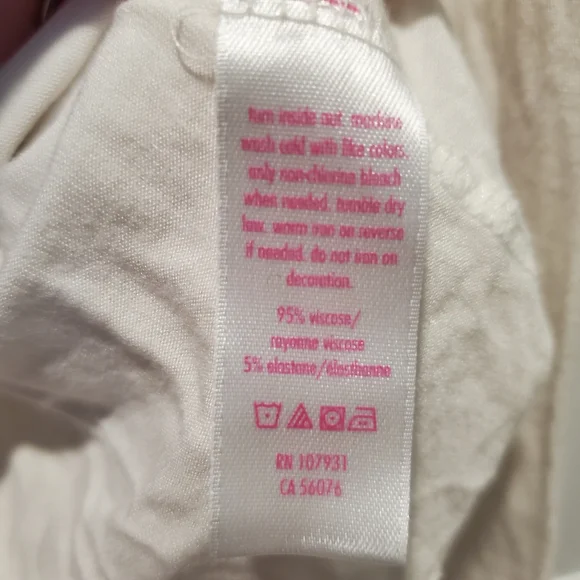 turn inside out. machine
wash cold with like colors.
only non-chlorine bleach
when needed. tumble dry
low. warm iron on reverse
if needed. do not iron on
decoration.
95% viscose/
rayonne viscose
5% elastane/élasthanne
RN 107931
CA 56076